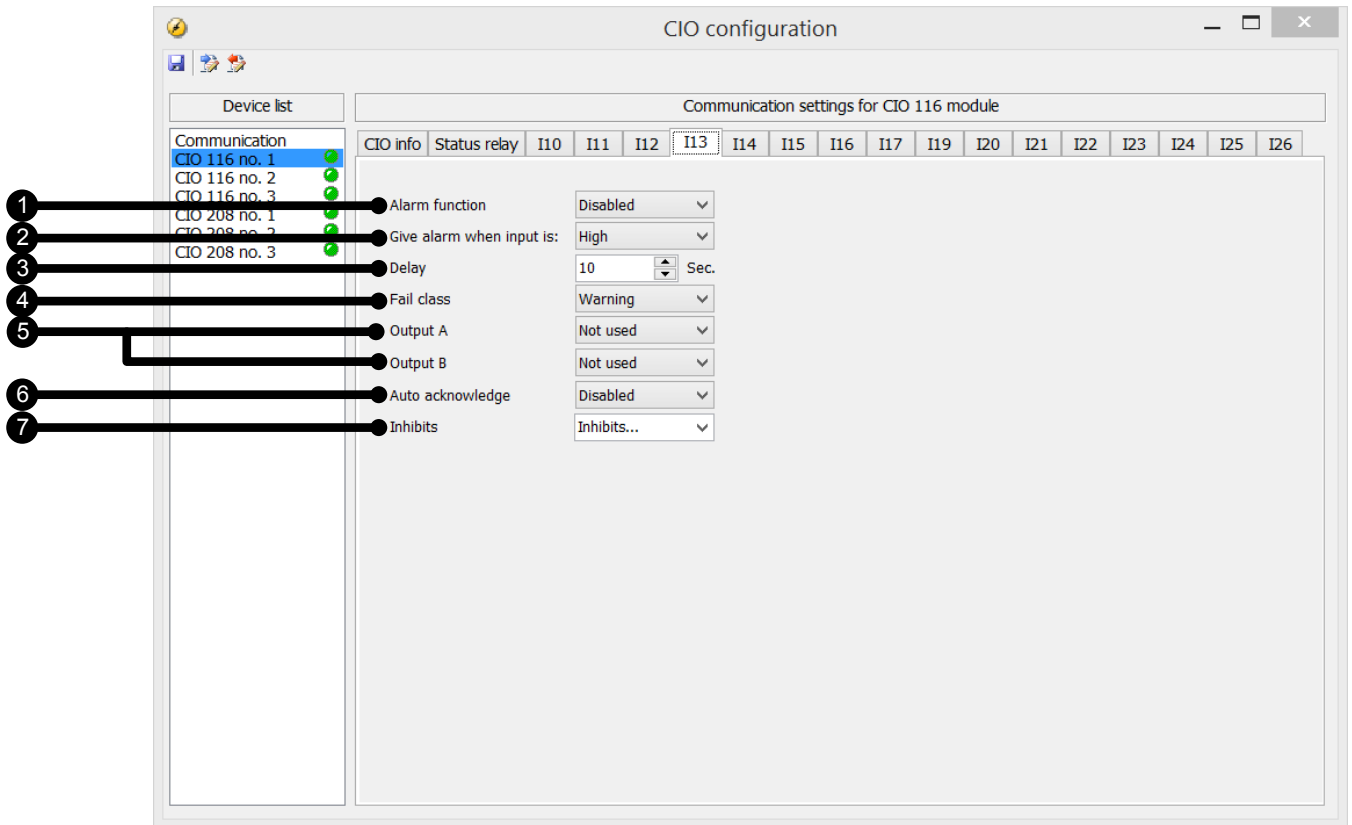 CIO configuration
Device list
Communication settings for CIO 116 module
Communication
CIO 116 no. 1
CIO 116 no. 2
CIO 116 no. 3
CIO 208 no. 1
CIO 208 no. 2
CIO 208 no. 3
CIO info Status relay I10 I11 I12 I13 I14 I15 I16 I17 I19 I20 I21 I22 I23 I24 I25 I26
1 Alarm function Disabled
2 Give alarm when input is: High
3 Delay 10 Sec.
4 Fail class Warning
5 Output A Not used
Output B Not used
6 Auto acknowledge Disabled
7 Inhibits Inhibits...